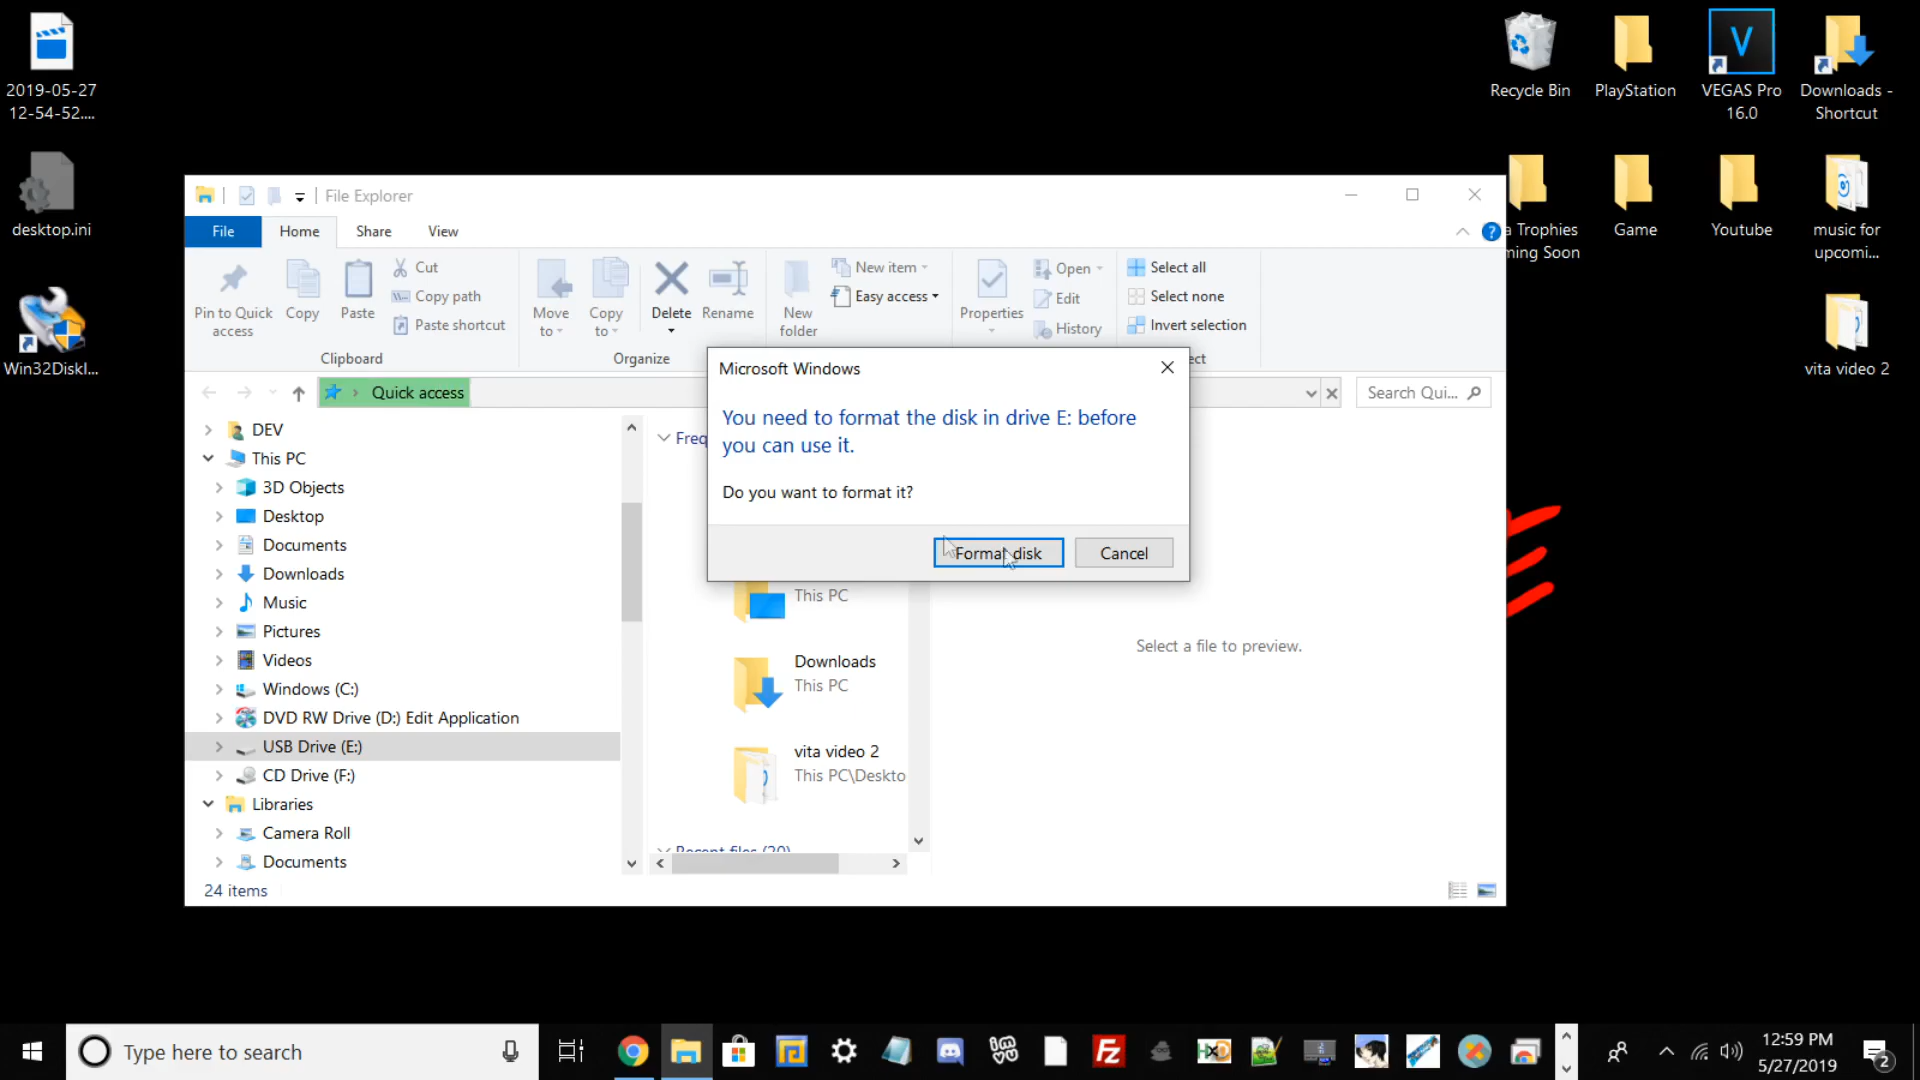 2019-05-27
12-54-52....
desktop.ini
Win32DiskI...
Recycle Bin
PlayStation
VEGAS Pro
16.0
Downloads -
Shortcut
a Trophies
ming Soon
Game
Youtube
music for
upcomi...
vita video 2
File Explorer
File
Home
Share
View
Pin to Quick
access
Copy
Paste
Cut
Copy path
Paste shortcut
Clipboard
Move
to
Copy
to
Delete
Rename
Organize
New
folder
New item
Easy access
Properties
Open
Edit
History
Select all
Select none
Invert selection
ect
Quick access
Search Qui...
DEV
This PC
3D Objects
Desktop
Documents
Downloads
Music
Pictures
Videos
Windows (C:)
DVD RW Drive (D:) Edit Application
USB Drive (E:)
CD Drive (F:)
Libraries
Camera Roll
Documents
24 items
Freq
This PC
Downloads
This PC
vita video 2
This PC\Deskto
Recent files (20)
Select a file to preview.
Microsoft Windows
You need to format the disk in drive E: before
you can use it.
Do you want to format it?
Format disk
Cancel
Type here to search
12:59 PM
5/27/2019
2